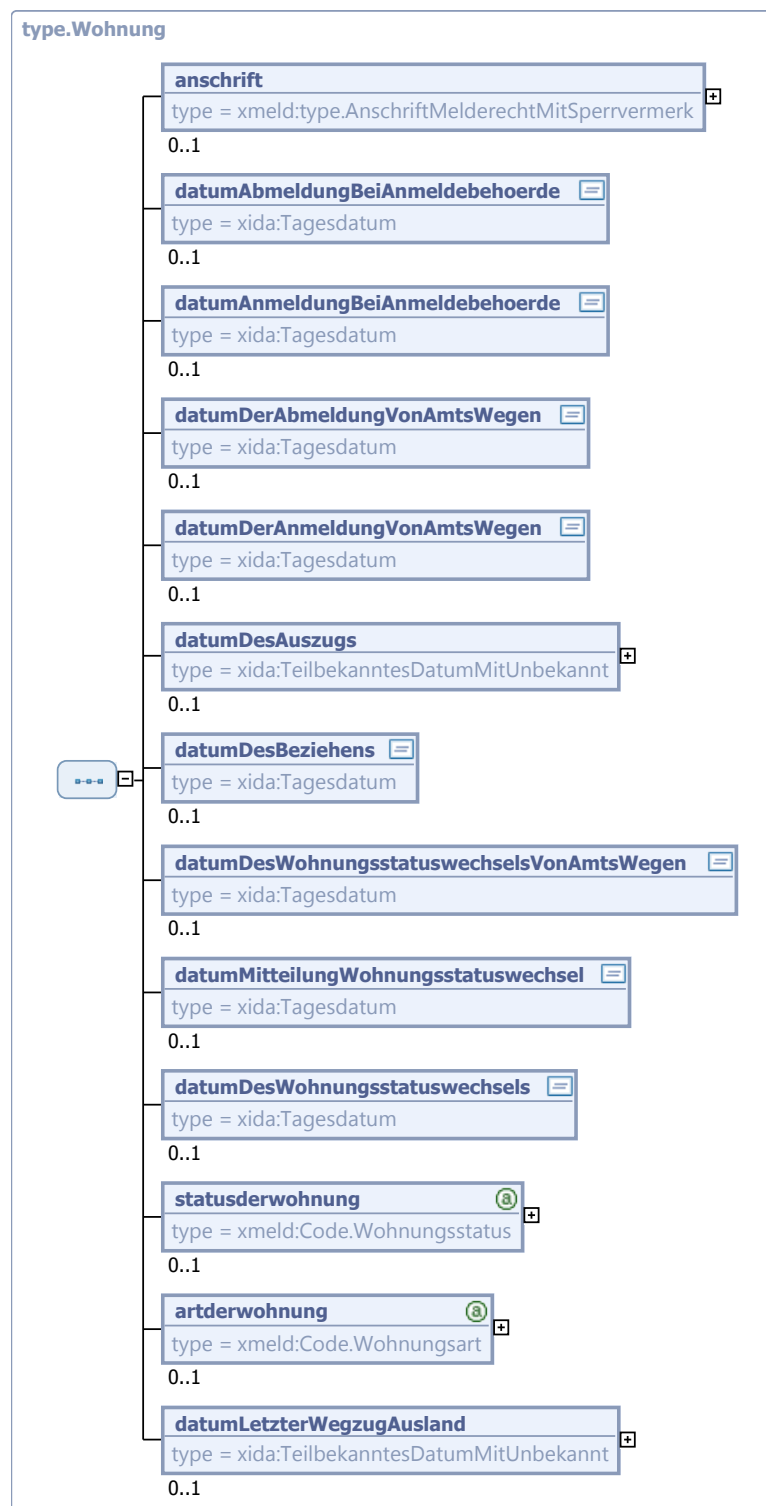 type.Wohnung
anschrift
type = xmeld:type.AnschriftMelderechtMitSperrvermerk
0..1
datumAbmeldungBeiAnmeldebehoerde
type = xida:Tagesdatum
0..1
datumAnmeldungBeiAnmeldebehoerde
type = xida:Tagesdatum
0..1
datumDerAbmeldungVonAmtsWegen
type = xida:Tagesdatum
0..1
datumDerAnmeldungVonAmtsWegen
type = xida:Tagesdatum
0..1
datumDesAuszugs
type = xida:TeilbekanntesDatumMitUnbekannt
0..1
datumDesBeziehens
type = xida:Tagesdatum
0..1
datumDesWohnungsstatuswechselsVonAmtsWegen
type = xida:Tagesdatum
0..1
datumMitteilungWohnungsstatuswechsel
type = xida:Tagesdatum
0..1
datumDesWohnungsstatuswechsels
type = xida:Tagesdatum
0..1
statusderwohnung
type = xmeld:Code.Wohnungsstatus
0..1
artderwohnung
type = xmeld:Code.Wohnungsart
0..1
datumLetzterWegzugAusland
type = xida:TeilbekanntesDatumMitUnbekannt
0..1